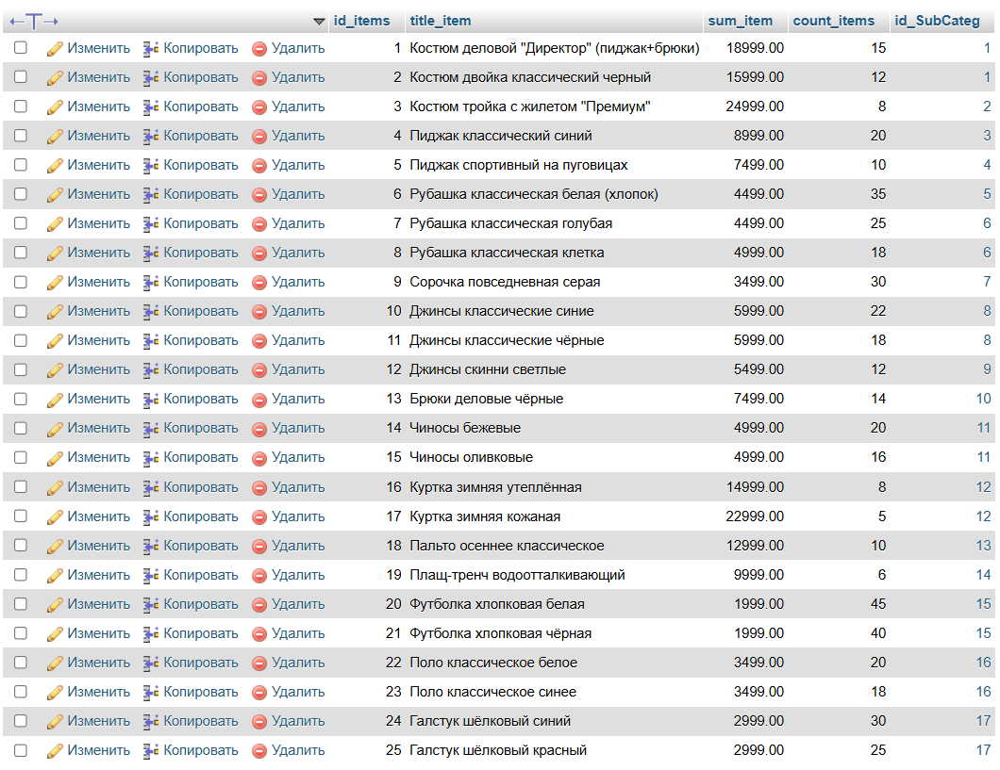 ←T→ id_items title_item sum_item count_items id_SubCateg
Изменить Копировать Удалить 1 Костюм деловой "Директор" (пиджак+брюки) 18999.00 15 1
Изменить Копировать Удалить 2 Костюм двойка классический черный 15999.00 12 1
Изменить Копировать Удалить 3 Костюм тройка с жилетом "Премиум" 24999.00 8 2
Изменить Копировать Удалить 4 Пиджак классический синий 8999.00 20 3
Изменить Копировать Удалить 5 Пиджак спортивный на пуговицах 7499.00 10 4
Изменить Копировать Удалить 6 Рубашка классическая белая (хлопок) 4499.00 35 5
Изменить Копировать Удалить 7 Рубашка классическая голубая 4499.00 25 6
Изменить Копировать Удалить 8 Рубашка классическая клетка 4999.00 18 6
Изменить Копировать Удалить 9 Сорочка повседневная серая 3499.00 30 7
Изменить Копировать Удалить 10 Джинсы классические синие 5999.00 22 8
Изменить Копировать Удалить 11 Джинсы классические чёрные 5999.00 18 8
Изменить Копировать Удалить 12 Джинсы скинни светлые 5499.00 12 9
Изменить Копировать Удалить 13 Брюки деловые чёрные 7499.00 14 10
Изменить Копировать Удалить 14 Чиносы бежевые 4999.00 20 11
Изменить Копировать Удалить 15 Чиносы оливковые 4999.00 16 11
Изменить Копировать Удалить 16 Куртка зимняя утеплённая 14999.00 8 12
Изменить Копировать Удалить 17 Куртка зимняя кожаная 22999.00 5 12
Изменить Копировать Удалить 18 Пальто осеннее классическое 12999.00 10 13
Изменить Копировать Удалить 19 Плащ-тренч водоотталкивающий 9999.00 6 14
Изменить Копировать Удалить 20 Футболка хлопковая белая 1999.00 45 15
Изменить Копировать Удалить 21 Футболка хлопковая чёрная 1999.00 40 15
Изменить Копировать Удалить 22 Поло классическое белое 3499.00 20 16
Изменить Копировать Удалить 23 Поло классическое синее 3499.00 18 16
Изменить Копировать Удалить 24 Галстук шёлковый синий 2999.00 30 17
Изменить Копировать Удалить 25 Галстук шёлковый красный 2999.00 25 17